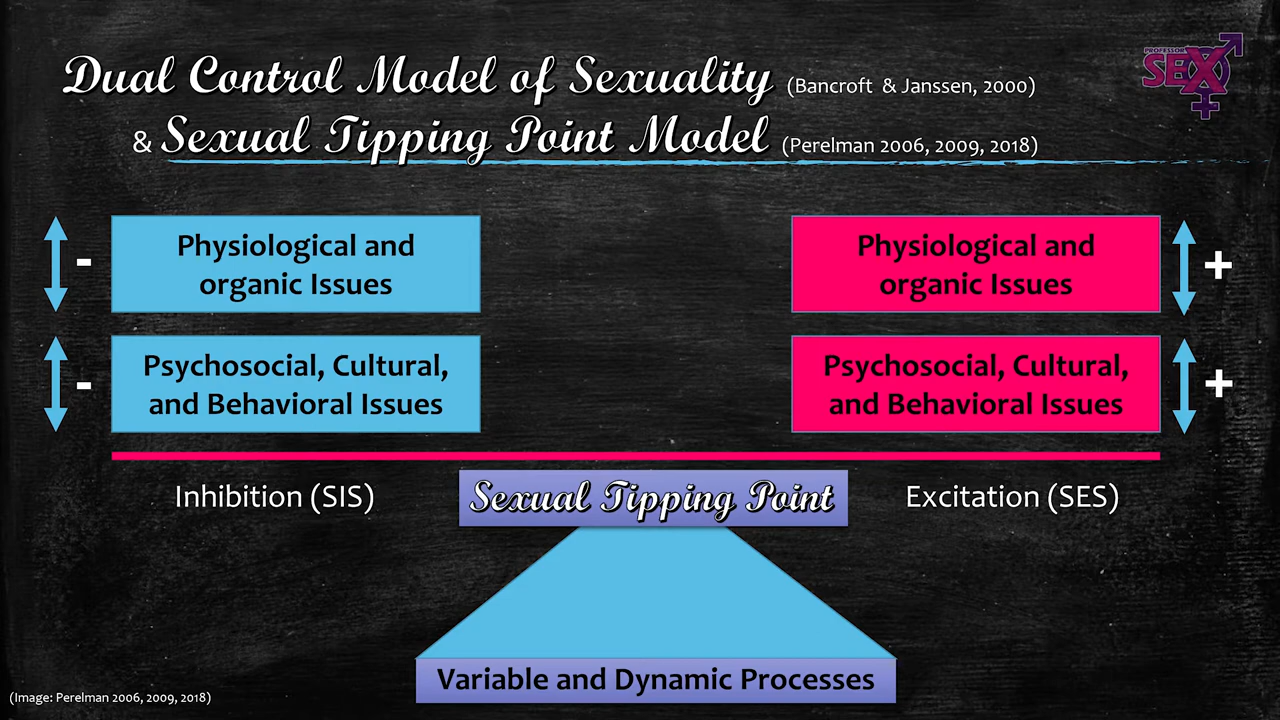 Dual Control Model of Sexuality (Bancroft & Janssen, 2000)
PROFESSOR
SEX
& Sexual Tipping Point Model (Perelman 2006, 2009, 2018)
- Physiological and
organic Issues
Physiological and +
organic Issues
- Psychosocial, Cultural,
and Behavioral Issues
Psychosocial, Cultural, +
and Behavioral Issues
Inhibition (SIS)
Sexual Tipping Point
Excitation (SES)
Variable and Dynamic Processes
(Image: Perelman 2006, 2009, 2018)